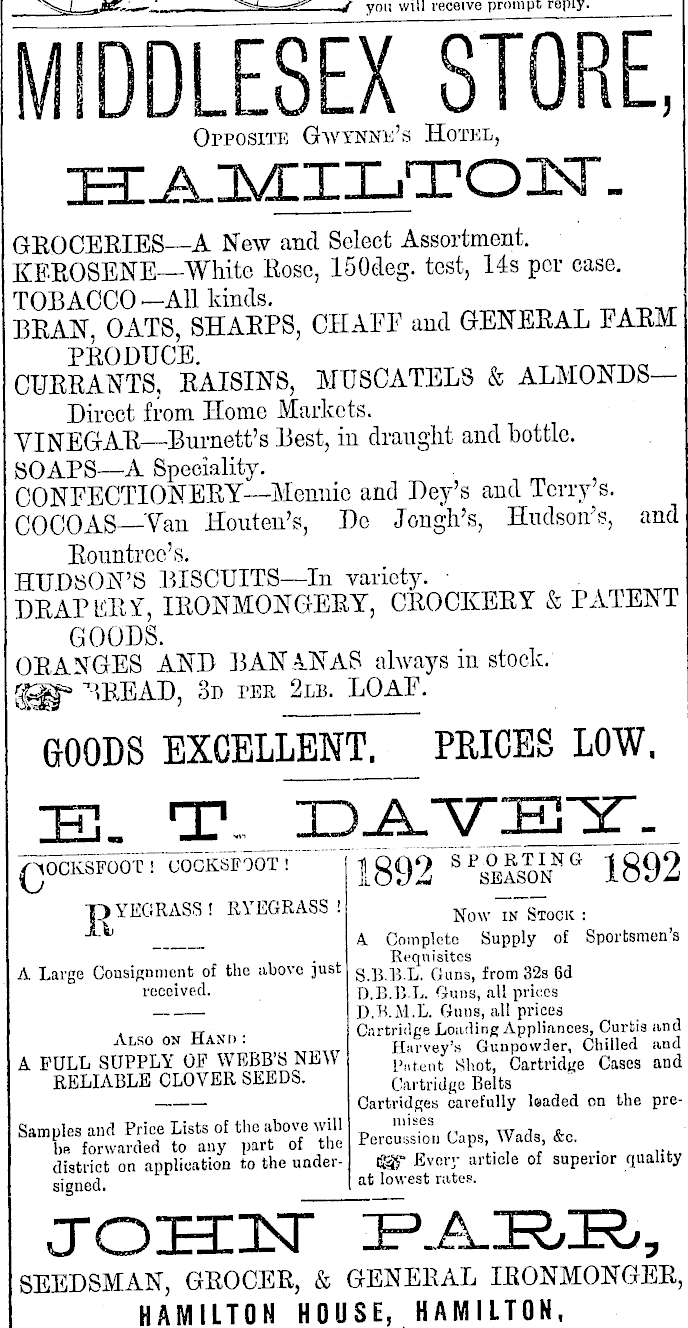 you will receive prompt reply.
MIDDLESEX STORE,
OPPOSITE GWYNNE'S HOTEL,
HAMILTON.
GROCERIES—A New and Select Assortment.
KEROSENE—White Rose, 150deg. test, 14s per case.
TOBACCO—All kinds.
BRAN, OATS, SHARPS, CHAFF and GENERAL FARM
PRODUCE.
CURRANTS, RAISINS, MUSCATELS & ALMONDS—
Direct from Home Markets.
VINEGAR—Burnett's Best, in draught and bottle.
SOAPS—A Speciality.
CONFECTIONERY—Mennie and Dey's and Terry's.
COCOAS—Van Houten's, De Jongh's, Hudson's, and
Rountree's.
HUDSON'S BISCUITS—In variety.
DRAPERY, IRONMONGERY, CROCKERY & PATENT
GOODS.
ORANGES AND BANANAS always in stock.
BREAD, 3D PER 2LB. LOAF.
GOODS EXCELLENT. PRICES LOW.
E. T. DAVEY.
COCKSFOOT! COCKSFOOT!
RYEGRASS! RYEGRASS!
A Large Consignment of the above just
received.
ALSO ON HAND:
A FULL SUPPLY OF WEBB'S NEW
RELIABLE CLOVER SEEDS.
Samples and Price Lists of the above will
be forwarded to any part of the
district on application to the under-
signed.
1892 SPORTING SEASON 1892
NOW IN STOCK:
A Complete Supply of Sportsmen's
Requisites
S.B.B.L. Guns, from 32s 6d
D.B.B.L. Guns, all prices
D.B.M.L. Guns, all prices
Cartridge Loading Appliances, Curtis and
Harvey's Gunpowder, Chilled and
Patent Shot, Cartridge Cases and
Cartridge Belts
Cartridges carefully loaded on the pre-
mises
Percussion Caps, Wads, &c.
Every article of superior quality
at lowest rates.
JOHN PARR,
SEEDSMAN, GROCER, & GENERAL IRONMONGER,
HAMILTON HOUSE, HAMILTON,